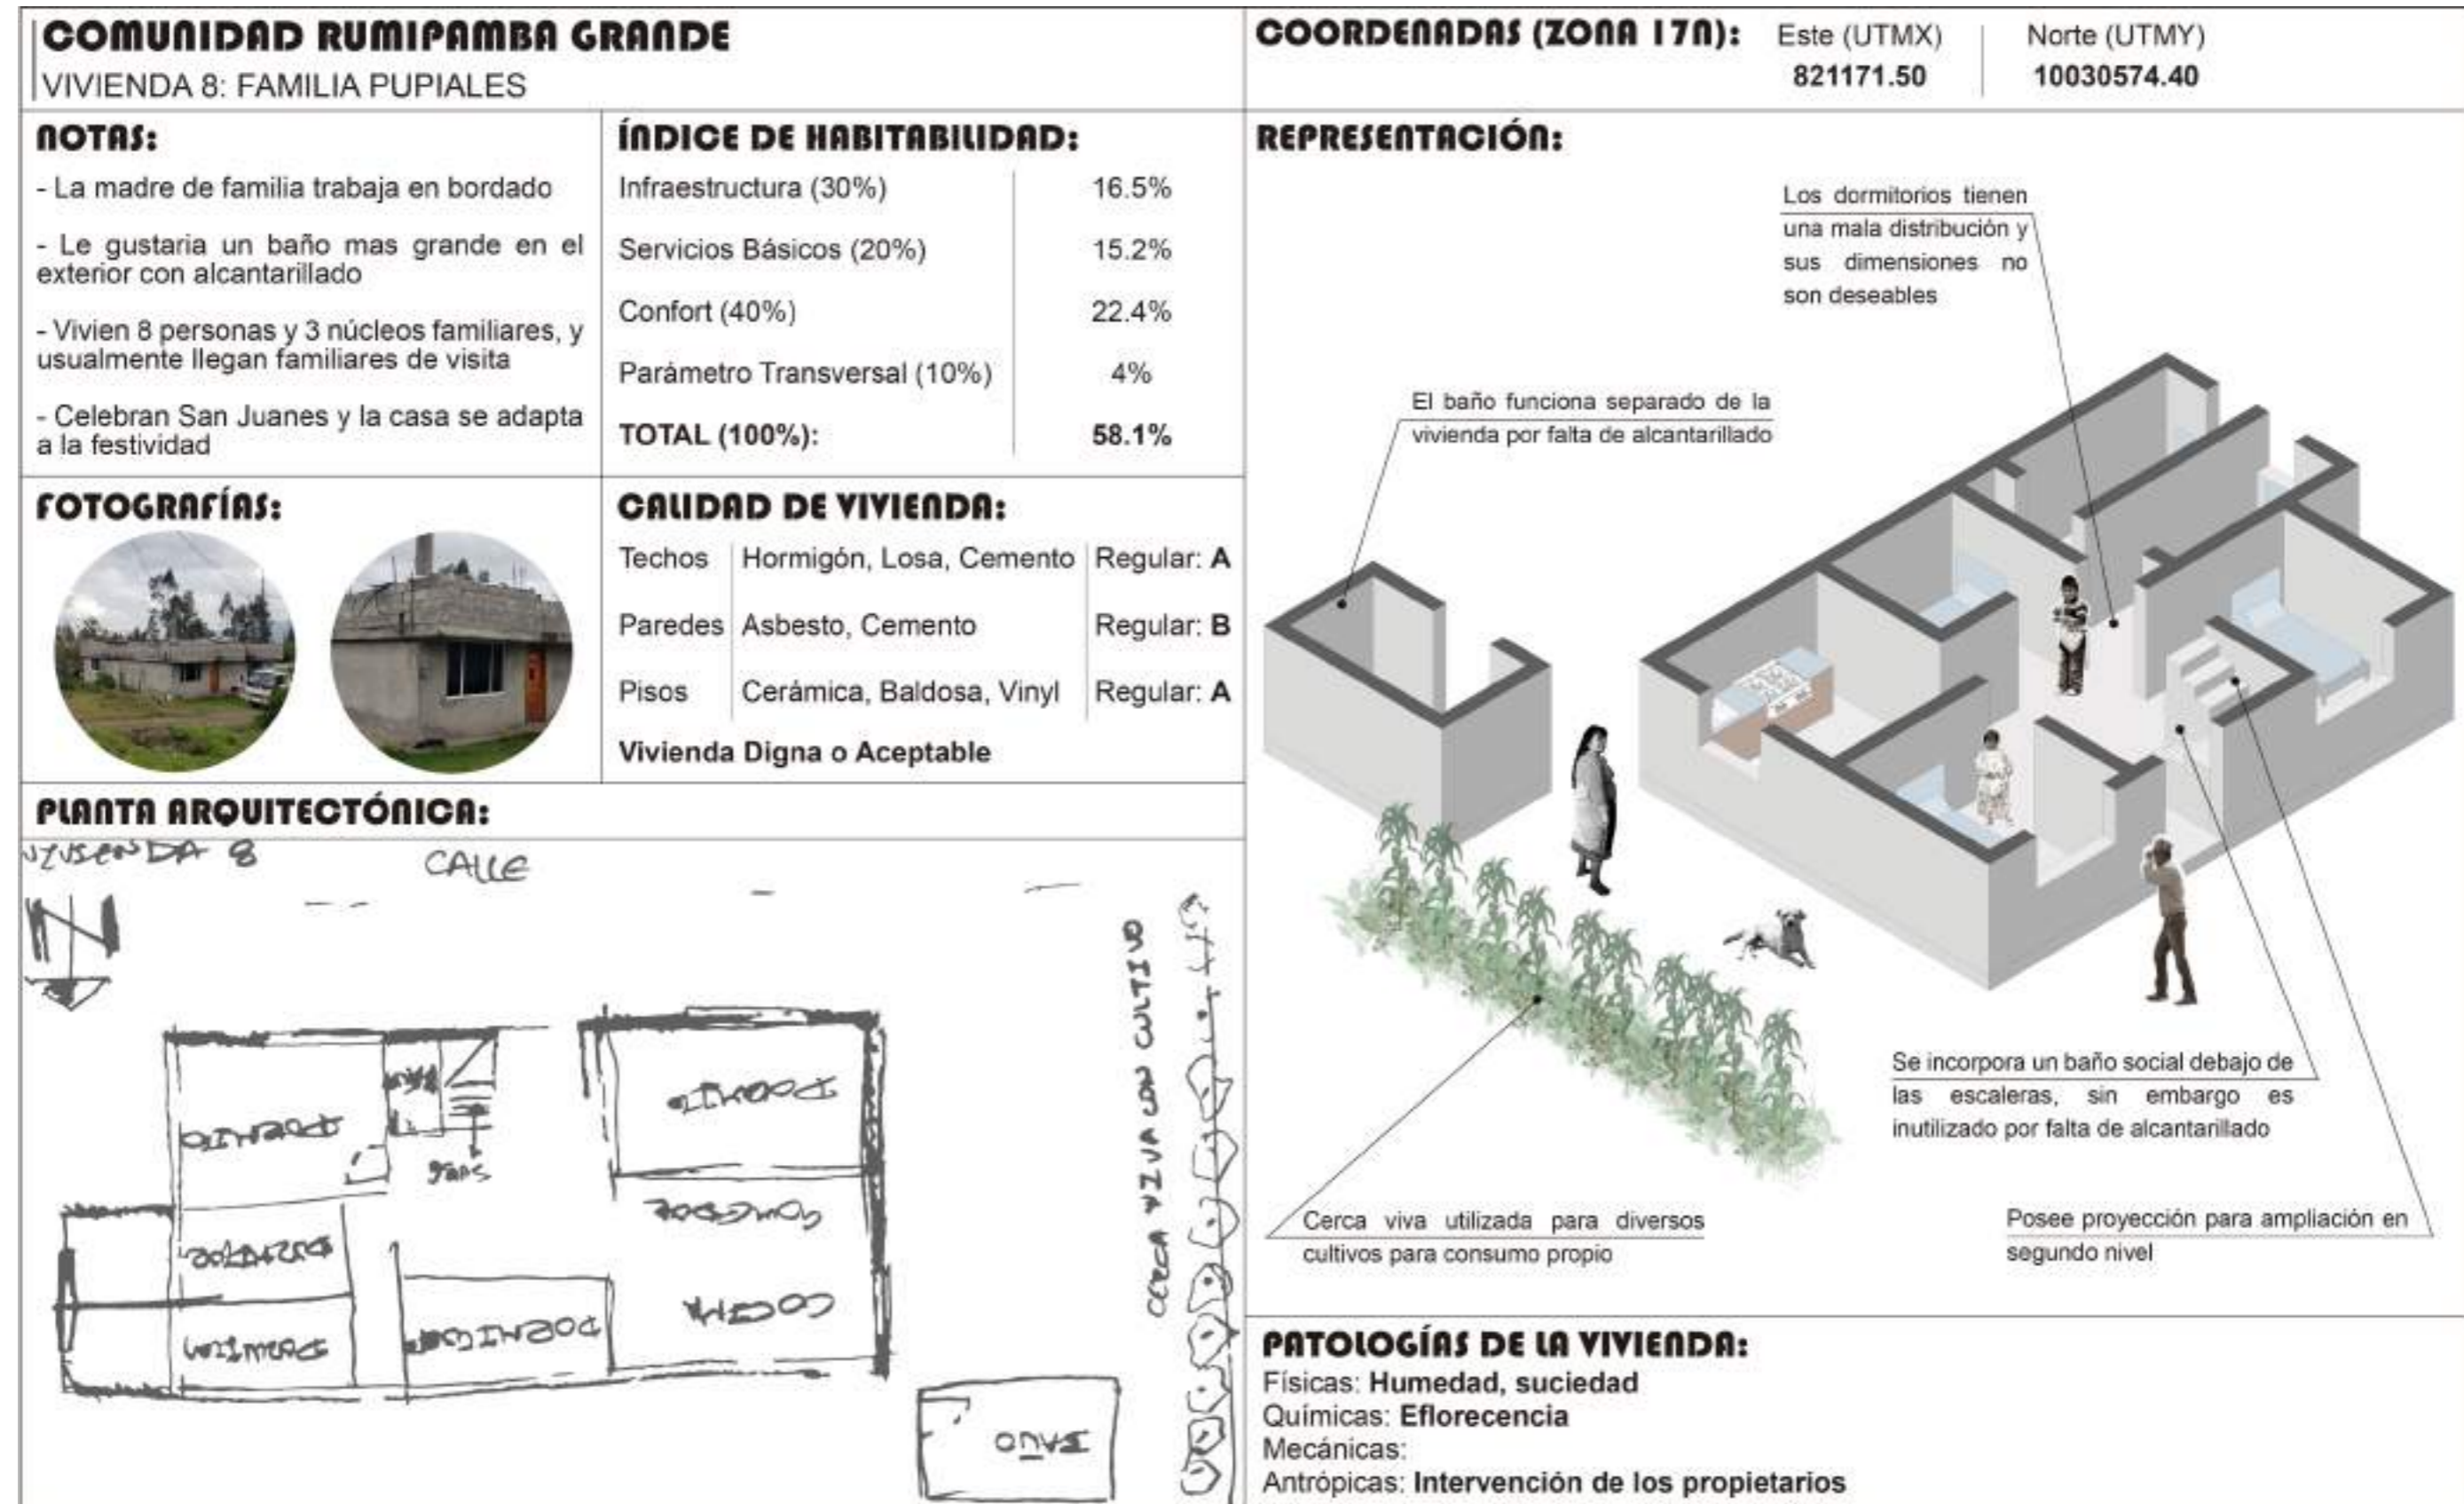 COMUNIDAD RUMIPAMBA GRANDE
VIVIENDA 8: FAMILIA PUPIALES
COORDENADAS (ZONA 17N):
Este (UTMX)
821171.50
Norte (UTMY)
10030574.40
NOTAS:
- La madre de familia trabaja en bordado
- Le gustaria un baño mas grande en el
exterior con alcantarillado
- Vivien 8 personas y 3 núcleos familiares, y
usualmente llegan familiares de visita
- Celebran San Juanes y la casa se adapta
a la festividad
ÍNDICE DE HABITABILIDAD:
Infraestructura (30%) 16.5%
Servicios Básicos (20%) 15.2%
Confort (40%) 22.4%
Parámetro Transversal (10%) 4%
TOTAL (100%): 58.1%
FOTOGRAFÍAS:
CALIDAD DE VIVIENDA:
Techos Hormigón, Losa, Cemento Regular: A
Paredes Asbesto, Cemento Regular: B
Pisos Cerámica, Baldosa, Vinyl Regular: A
Vivienda Digna o Aceptable
PLANTA ARQUITECTÓNICA:
VIVIENDA 8
CALLE
N
CERCA VIVA CON CULTIVO
DORMITO
SUBE
COMEDOR
COCINA
BAÑO
REPRESENTACIÓN:
Los dormitorios tienen
una mala distribución y
sus dimensiones no
son deseables
El baño funciona separado de la
vivienda por falta de alcantarillado
Se incorpora un baño social debajo de
las escaleras, sin embargo es
inutilizado por falta de alcantarillado
Cerca viva utilizada para diversos
cultivos para consumo propio
Posee proyección para ampliación en
segundo nivel
PATOLOGÍAS DE LA VIVIENDA:
Físicas: Humedad, suciedad
Químicas: Eflorecencia
Mecánicas:
Antrópicas: Intervención de los propietarios